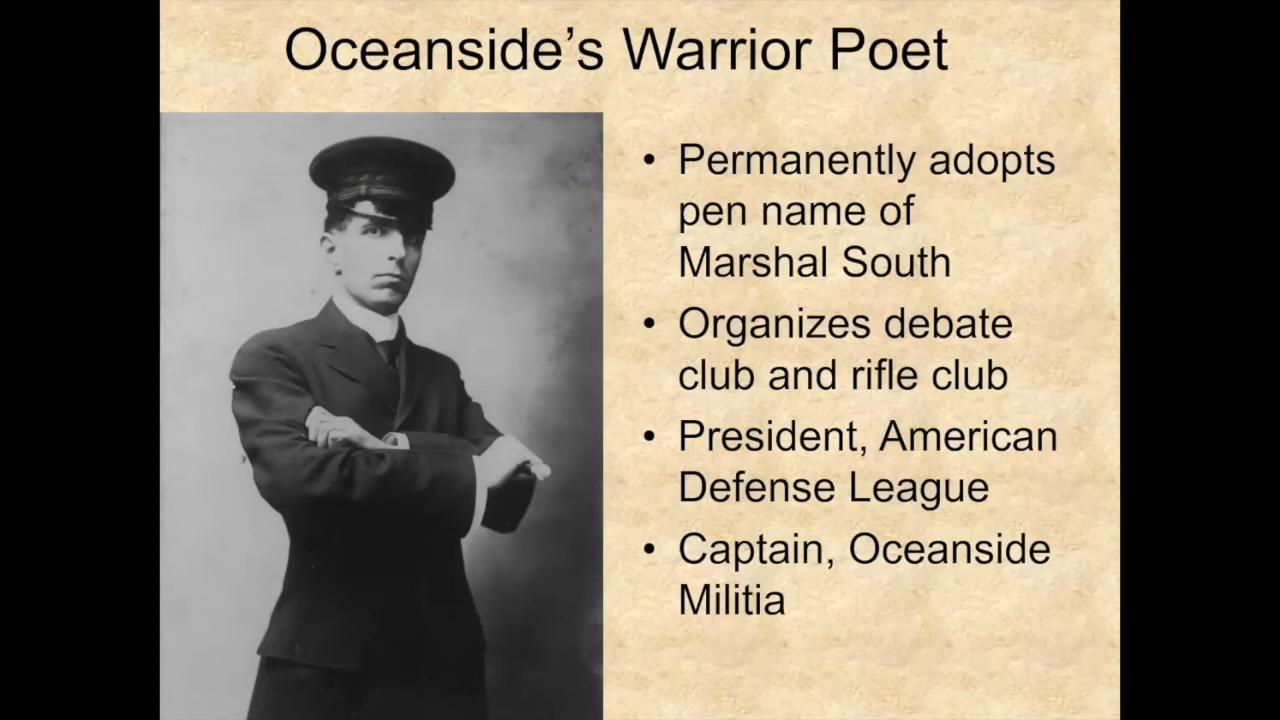 Oceanside’s Warrior Poet
• Permanently adopts
pen name of
Marshal South
• Organizes debate
club and rifle club
• President, American
Defense League
• Captain, Oceanside
Militia